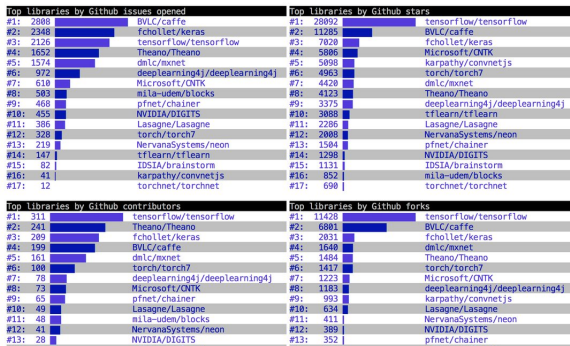 Top libraries by Github issues opened
#1: 2808 BVLC/caffe
#2: 2348 fchollet/keras
#3: 2126 tensorflow/tensorflow
#4: 1652 Theano/Theano
#5: 1574 dmlc/mxnet
#6: 972 deeplearning4j/deeplearning4j
#7: 610 Microsoft/CNTK
#8: 503 mila-udem/blocks
#9: 468 pfnet/chainer
#10: 455 NVIDIA/DIGITS
#11: 386 Lasagne/Lasagne
#12: 328 torch/torch7
#13: 219 NervanaSystems/neon
#14: 147 tflearn/tflearn
#15: 82 IDSIA/brainstorm
#16: 41 karpathy/convnetjs
#17: 12 torchnet/torchnet
Top libraries by Github stars
#1: 28092 tensorflow/tensorflow
#2: 11285 BVLC/caffe
#3: 7020 fchollet/keras
#4: 5806 Microsoft/CNTK
#5: 5098 karpathy/convnetjs
#6: 4963 torch/torch7
#7: 4420 dmlc/mxnet
#8: 4123 Theano/Theano
#9: 3375 deeplearning4j/deeplearning4j
#10: 3088 tflearn/tflearn
#11: 2286 Lasagne/Lasagne
#12: 2008 NervanaSystems/neon
#13: 1504 pfnet/chainer
#14: 1298 NVIDIA/DIGITS
#15: 1131 IDSIA/brainstorm
#16: 852 mila-udem/blocks
#17: 690 torchnet/torchnet
Top libraries by Github contributors
#1: 311 tensorflow/tensorflow
#2: 241 Theano/Theano
#3: 209 fchollet/keras
#4: 199 BVLC/caffe
#5: 161 dmlc/mxnet
#6: 100 torch/torch7
#7: 78 deeplearning4j/deeplearning4j
#8: 73 Microsoft/CNTK
#9: 65 pfnet/chainer
#10: 49 Lasagne/Lasagne
#11: 48 mila-udem/blocks
#12: 41 NervanaSystems/neon
#13: 28 NVIDIA/DIGITS
Top libraries by Github forks
#1: 11428 tensorflow/tensorflow
#2: 6801 BVLC/caffe
#3: 2031 fchollet/keras
#4: 1640 dmlc/mxnet
#5: 1484 Theano/Theano
#6: 1417 torch/torch7
#7: 1223 Microsoft/CNTK
#8: 1183 deeplearning4j/deeplearning4j
#9: 993 karpathy/convnetjs
#10: 634 Lasagne/Lasagne
#11: 411 NervanaSystems/neon
#12: 389 NVIDIA/DIGITS
#13: 352 pfnet/chainer